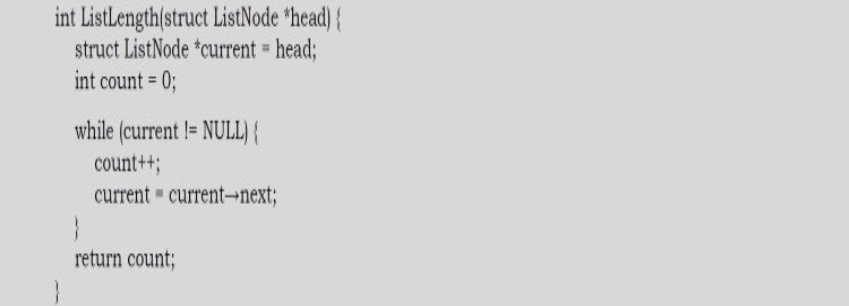 int ListLength(struct ListNode *head) {
struct ListNode *current = head;
int count = 0;
while (current != NULL) {
count++;
current = current→next;
}
return count;
}